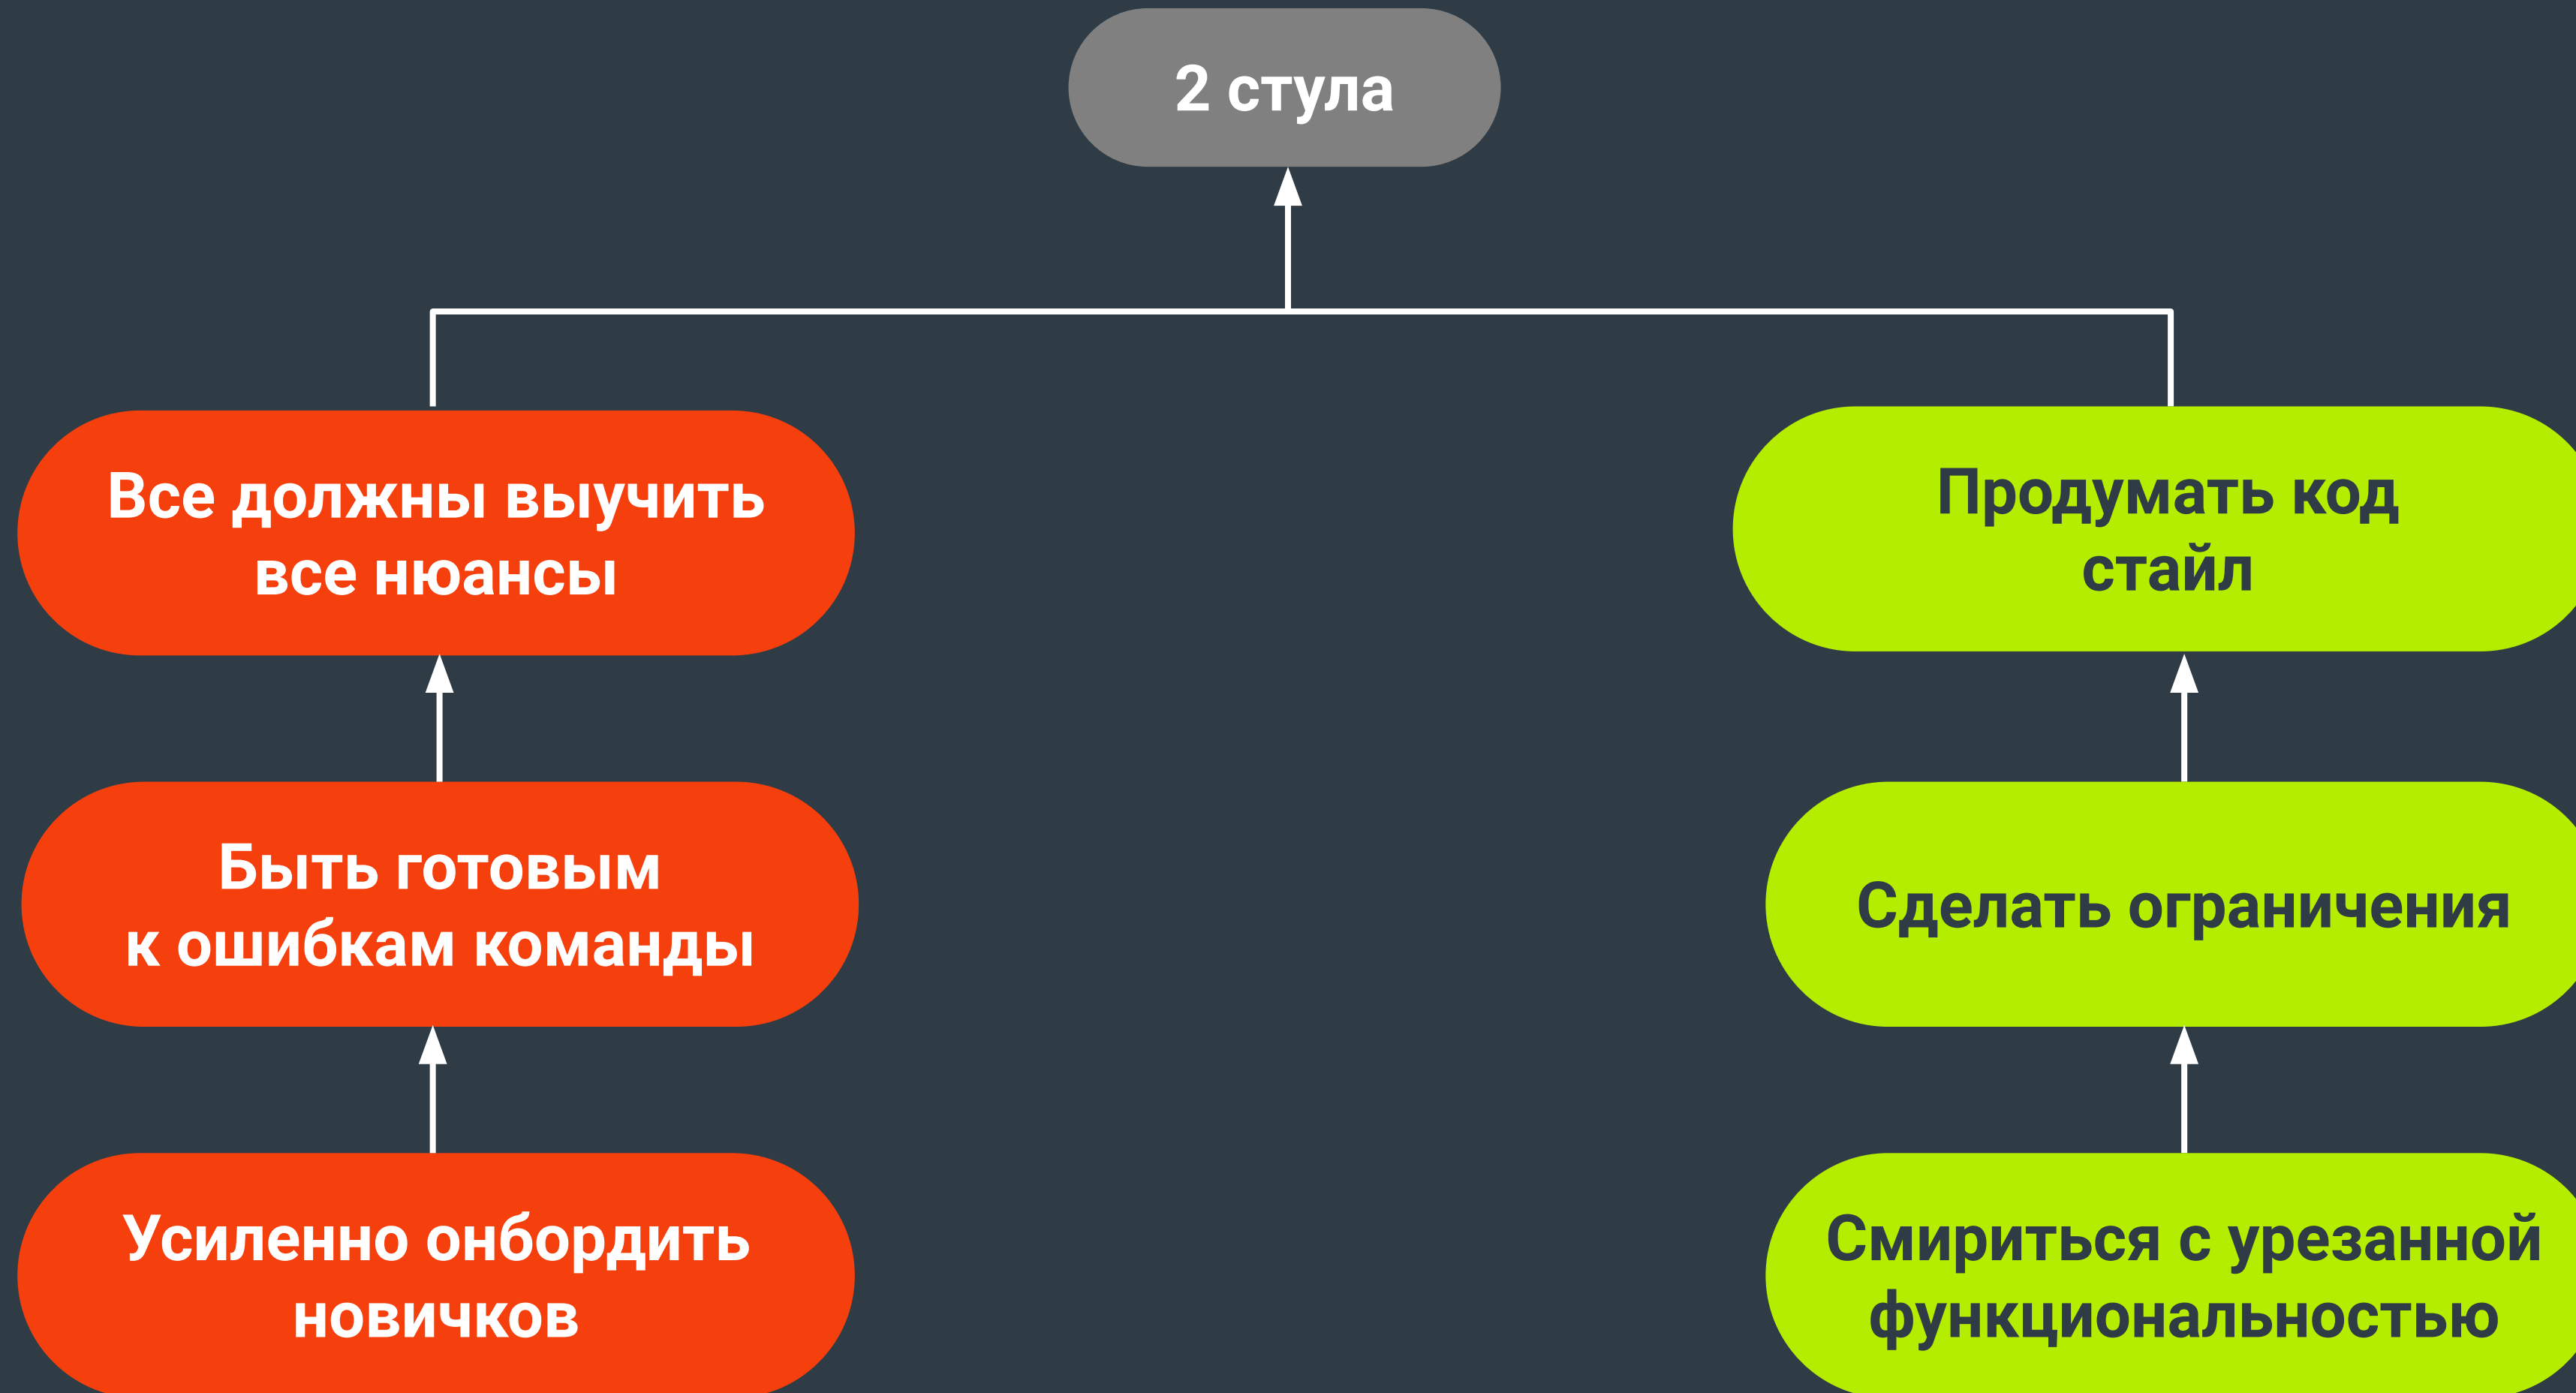 2 стула
Все должны выучить
все нюансы
Продумать код
стайл
Быть готовым
к ошибкам команды
Сделать ограничения
Усиленно онбордить
новичков
Смириться с урезанной
функциональностью